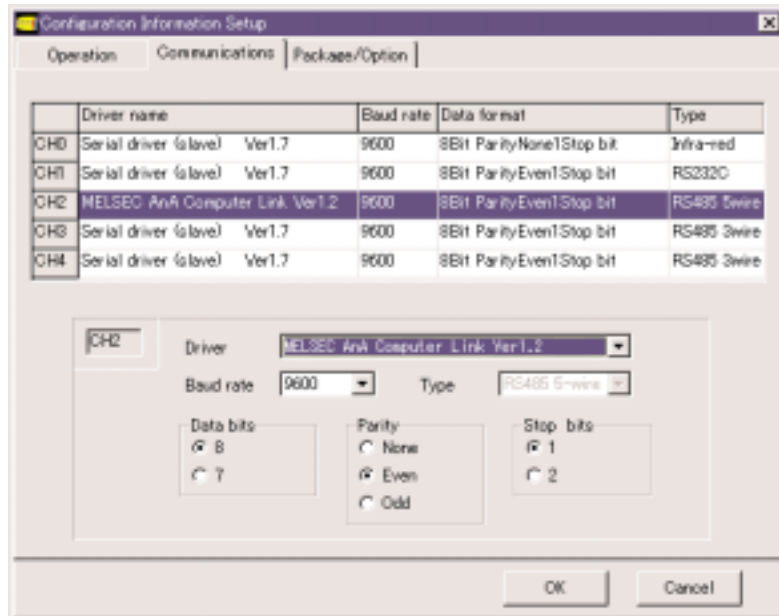 Configuration Information Setup
Operation Communications Package/Option
Driver name Baud rate Data format Type
CH0 Serial driver (slave) Ver1.7 9600 8Bit ParityNone1Stop bit Infra-red
CH1 Serial driver (slave) Ver1.7 9600 8Bit ParityEven1Stop bit RS232C
CH2 MELSEC AnA Computer Link Ver1.2 9600 8Bit ParityEven1Stop bit RS485 5wire
CH3 Serial driver (slave) Ver1.7 9600 8Bit ParityEven1Stop bit RS485 3wire
CH4 Serial driver (slave) Ver1.7 9600 8Bit ParityEven1Stop bit RS485 3wire
CH2 Driver MELSEC AnA Computer Link Ver1.2
Baud rate 9600 Type RS485 5-wire
Data bits Parity Stop bits
8 None 1
7 Even 2
Odd
OK Cancel